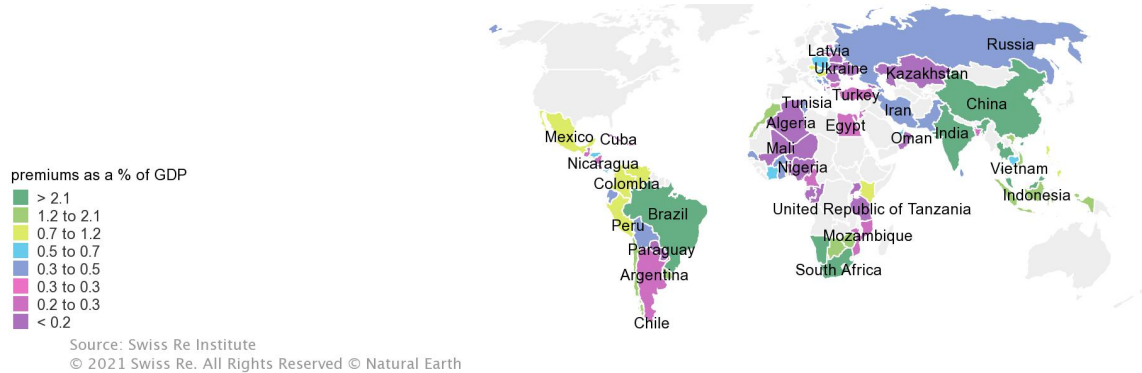 premiums as a % of GDP
> 2.1
1.2 to 2.1
0.7 to 1.2
0.5 to 0.7
0.3 to 0.5
0.3 to 0.3
0.2 to 0.3
< 0.2
Source: Swiss Re Institute
© 2021 Swiss Re. All Rights Reserved © Natural Earth
Russia
Latvia
Ukraine
Kazakhstan
Turkey
China
Tunisia
Iran
Algeria
Egypt
Mexico
Cuba
Oman
India
Mali
Nicaragua
Nigeria
Vietnam
Colombia
Indonesia
Brazil
United Republic of Tanzania
Peru
Mozambique
Paraguay
South Africa
Argentina
Chile